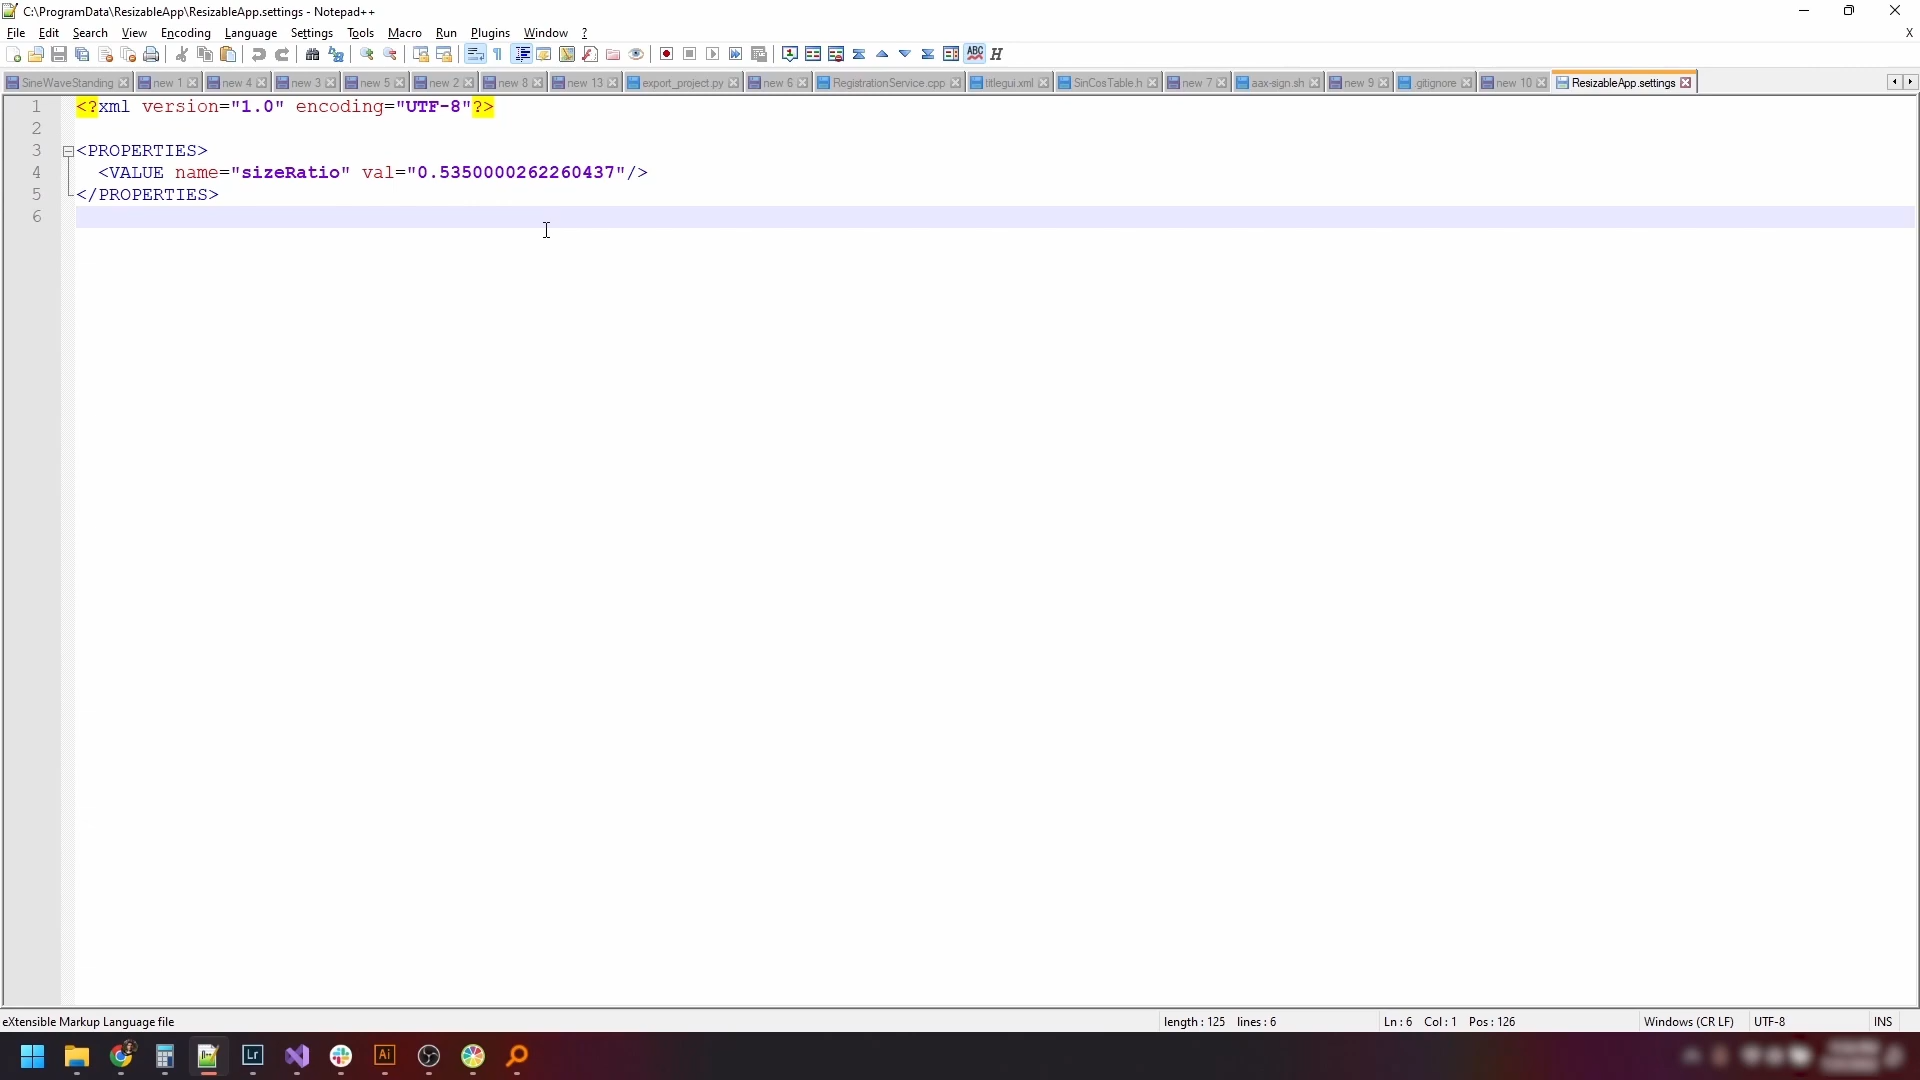 C:\ProgramData\ResizableApp\ResizableApp.settings - Notepad++
File Edit Search View Encoding Language Settings Tools Macro Run Plugins Window ? X
SineWaveStanding new 1 new 4 new 3 new 5 new 2 new 8 new 13 export_project.py new 6 RegistrationService.cpp titlegui.xml SinCosTable.h new 7 aax-sign.sh new 9 .gitignore new 10 ResizableApp.settings
1 <?xml version="1.0" encoding="UTF-8"?>
2
3 <PROPERTIES>
4 <VALUE name="sizeRatio" val="0.5350000262260437"/>
5 </PROPERTIES>
6
eXtensible Markup Language file length : 125 lines : 6 Ln : 6 Col : 1 Pos : 126 Windows (CR LF) UTF-8 INS